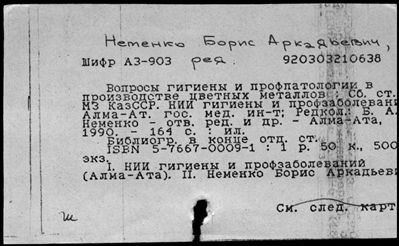 Неменко Борис Аркадьевич,
Шифр А3-903 ред. 920303210638
Вопросы гигиены и профпатологии в
производстве цветных металлов : Сб. ст.
МЗ КазССР. НИИ гигиены и профзаболевани
Алма-Ат. гос. мед. ин-т; Редкол.: Б. А.
Неменко - отв. ред. и др. - Алма-Ата,
1990. - 164 с. : ил.
Библиогр. в конце отд. ст.
ISBN 5-7667-0009-1 : 1 р. 50 к., 500
экз.
I. НИИ гигиены и профзаболеваний
(Алма-Ата). II. Неменко Борис Аркадьеви
См. след. карт